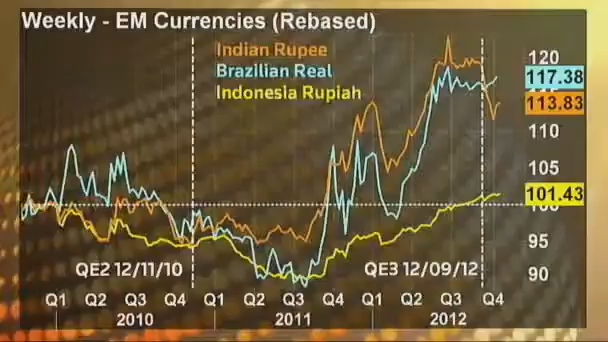 Weekly - EM Currencies (Rebased)
Indian Rupee
Brazilian Real
Indonesia Rupiah
120
117.38
113.83
110
105
101.43
100
95
90
QE2 12/11/10
QE3 12/09/12
Q1 Q2 Q3 Q4 Q1 Q2 Q3 Q4 Q1 Q2 Q3 Q4
2010 2011 2012